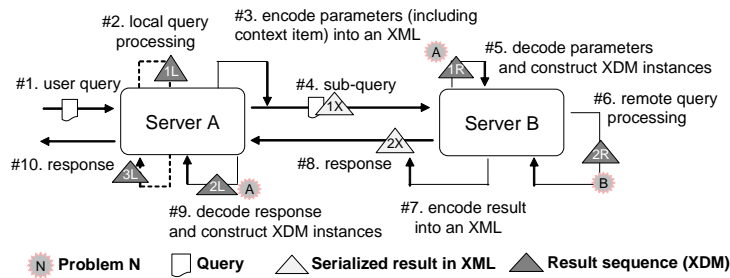 #2. local query
processing
#3. encode parameters (including
context item) into an XML
#1. user query
1L
#4. sub-query
1X
A
1R
#5. decode parameters
and construct XDM instances
#6. remote query
processing
Server A
Server B
#10. response
3L
2L
A
#8. response
2X
2R
B
#9. decode response
and construct XDM instances
#7. encode result
into an XML
N Problem N
Query
Serialized result in XML
Result sequence (XDM)